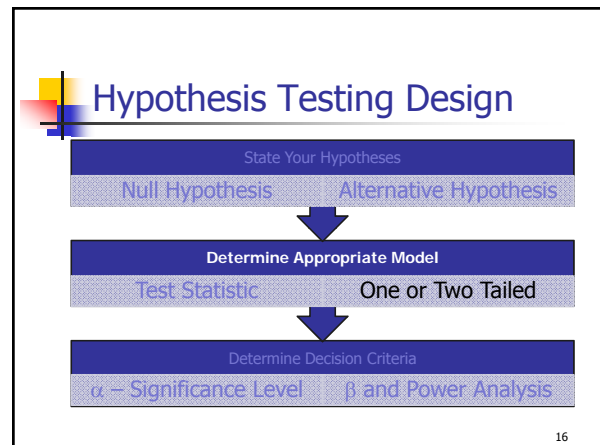 Hypothesis Testing Design
State Your Hypotheses
Null Hypothesis Alternative Hypothesis
Determine Appropriate Model
Test Statistic One or Two Tailed
Determine Decision Criteria
α – Significance Level β and Power Analysis
16